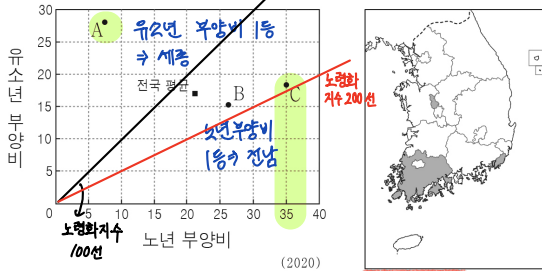 30
25
20
15
10
5
0
유소년 부양비
A
유소년 부양비 1등
⇒ 세종
전국 평균
B
C
노령화
지수 200 선
노년부양비
1등⇒ 전남
5 10 15 20 25 30 35 40
노령화지수
100선
노년 부양비
(2020)